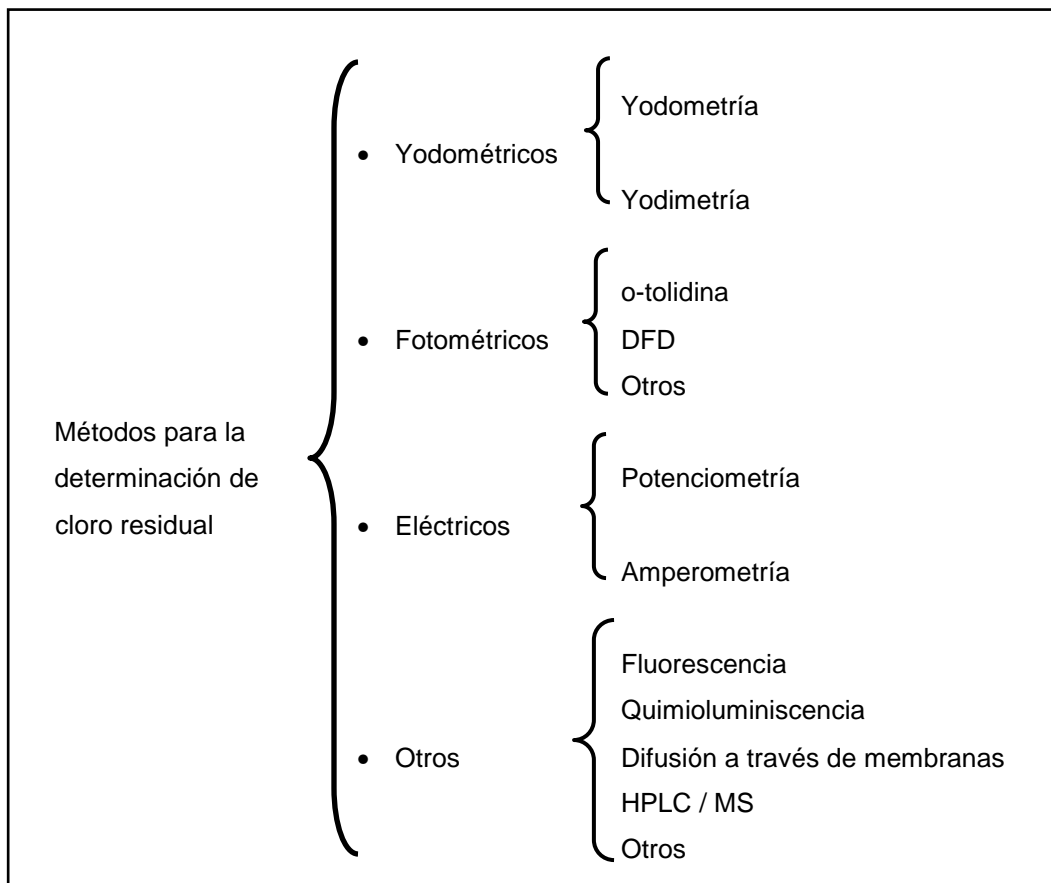 Métodos para la
determinación de
cloro residual
• Yodométricos
Yodometría
Yodimetría
• Fotométricos
o-tolidina
DFD
Otros
• Eléctricos
Potenciometría
Amperometría
• Otros
Fluorescencia
Quimioluminiscencia
Difusión a través de membranas
HPLC / MS
Otros